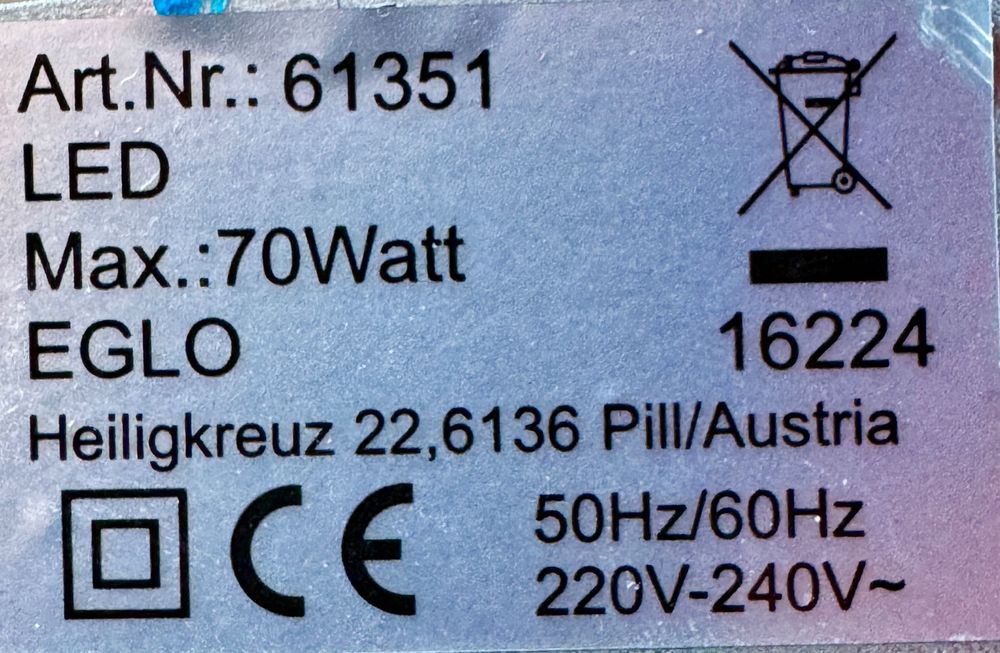 Art.Nr.: 61351
LED
Max.:70Watt
EGLO
16224
Heiligkreuz 22,6136 Pill/Austria
CE
50Hz/60Hz
220V-240V~